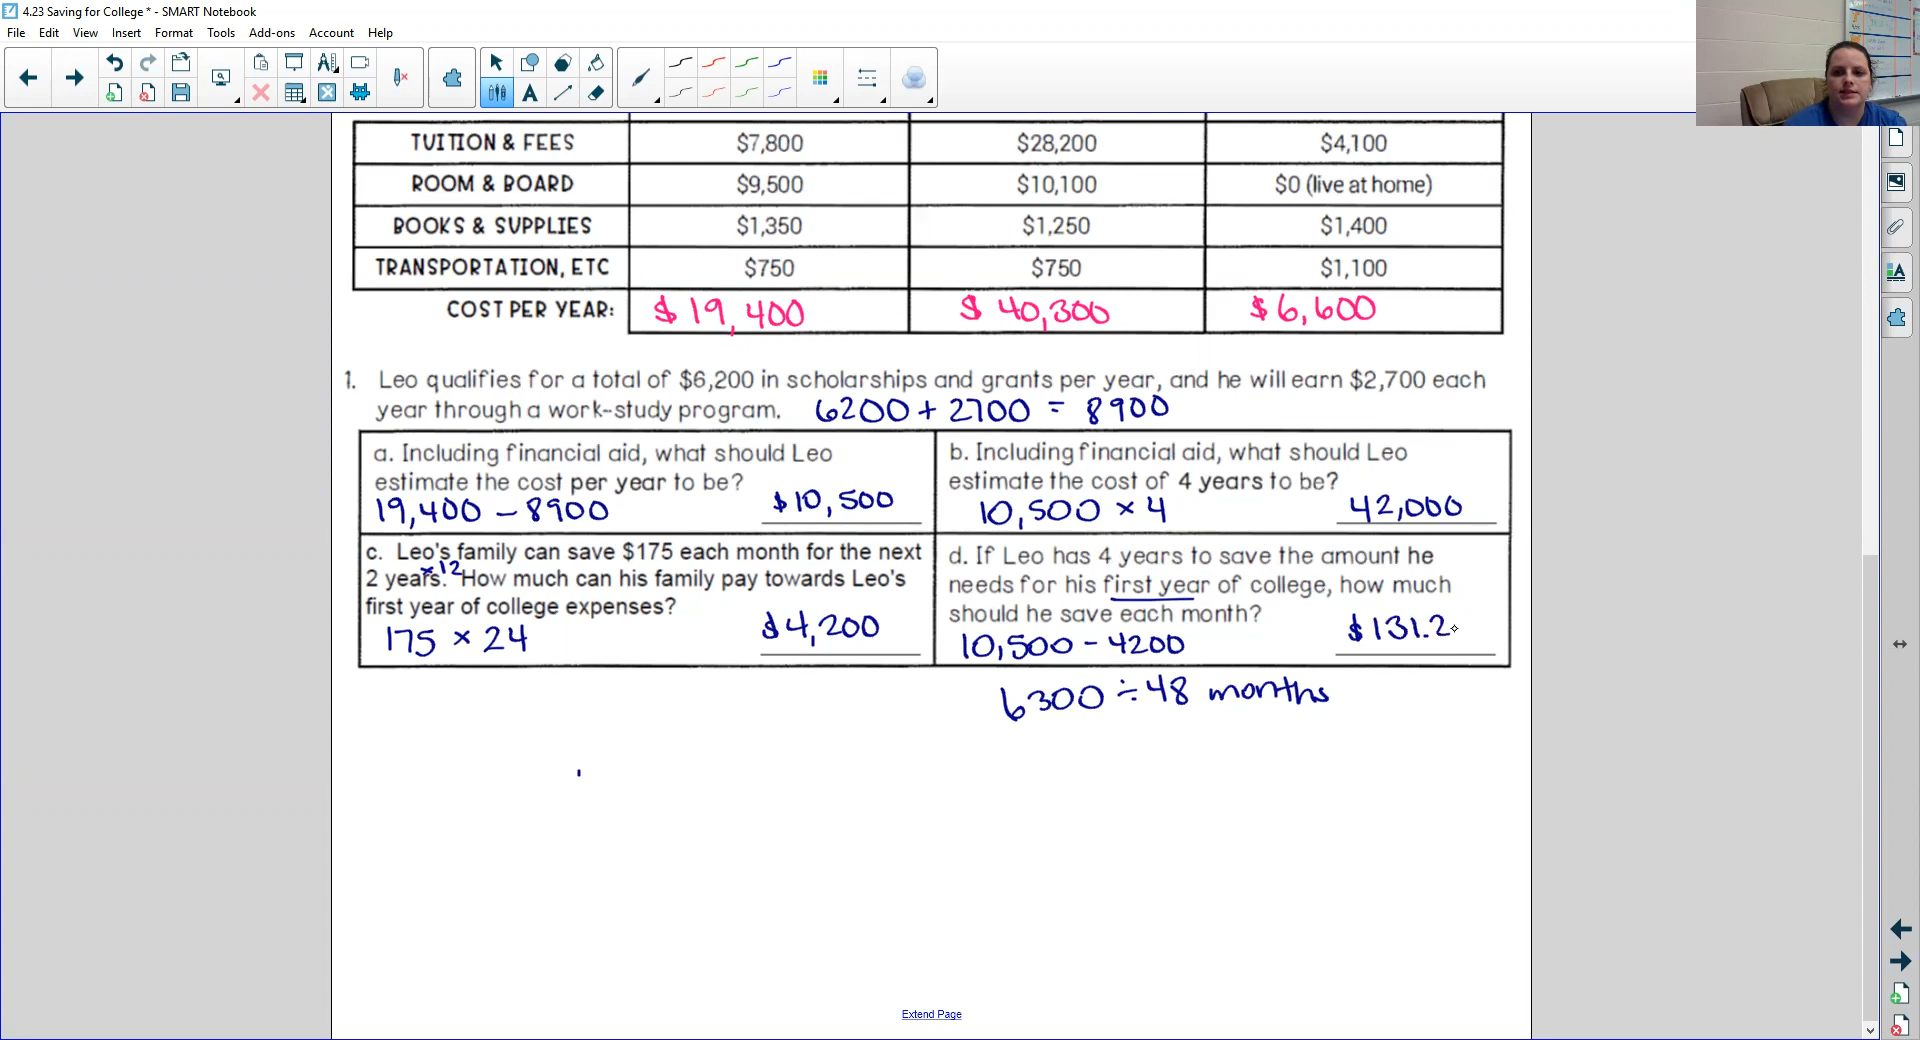 4.23 Saving for College * - SMART Notebook
File Edit View Insert Format Tools Add-ons Account Help
TUITION & FEES $7,800 $28,200 $4,100
ROOM & BOARD $9,500 $10,100 $0 (live at home)
BOOKS & SUPPLIES $1,350 $1,250 $1,400
TRANSPORTATION, ETC $750 $750 $1,100
COST PER YEAR: $19,400 $40,300 $6,600
1. Leo qualifies for a total of $6,200 in scholarships and grants per year, and he will earn $2,700 each
year through a work-study program. 6200 + 2700 = 8900
a. Including financial aid, what should Leo
estimate the cost per year to be?
19,400 - 8900 $10,500
b. Including financial aid, what should Leo
estimate the cost of 4 years to be?
10,500 × 4 42,000
c. Leo's family can save $175 each month for the next
×12
2 years. How much can his family pay towards Leo's
first year of college expenses?
175 × 24 $4,200
d. If Leo has 4 years to save the amount he
needs for his first year of college, how much
should he save each month?
10,500 - 4200 $131.2
6300 ÷ 48 months
Extend Page